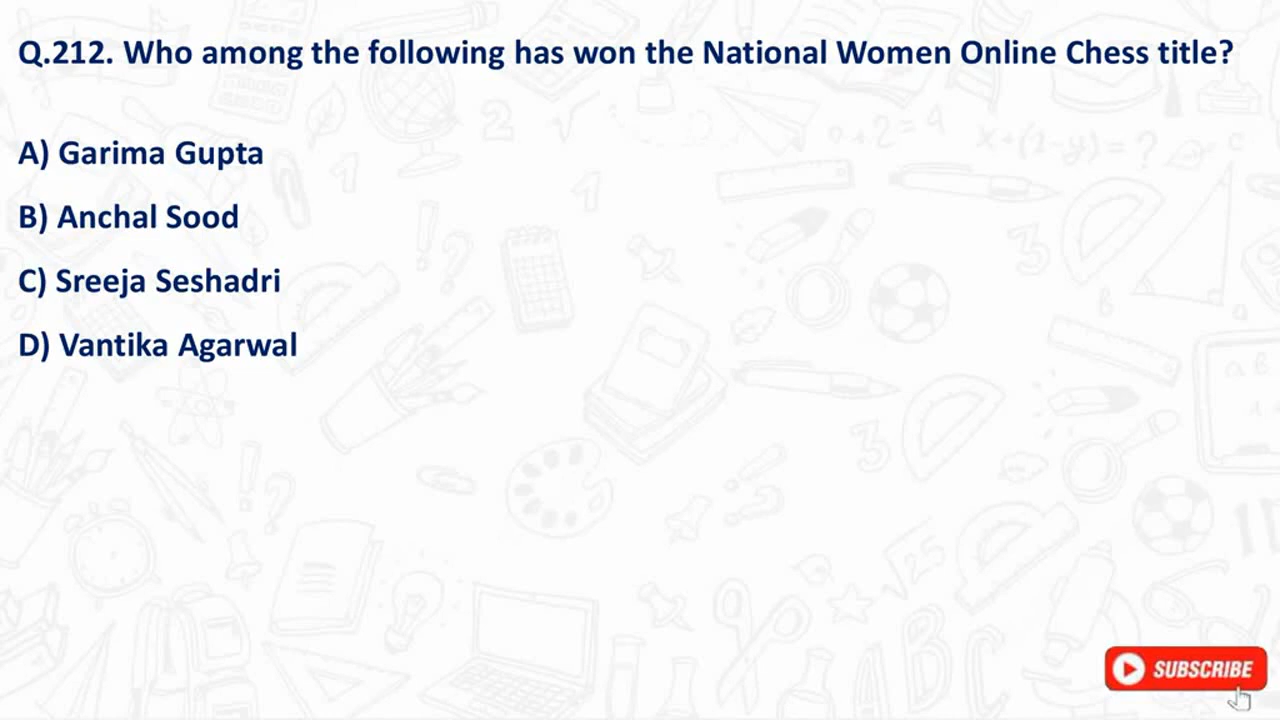 Q.212. Who among the following has won the National Women Online Chess title?
A) Garima Gupta
B) Anchal Sood
C) Sreeja Seshadri
D) Vantika Agarwal
SUBSCRIBE